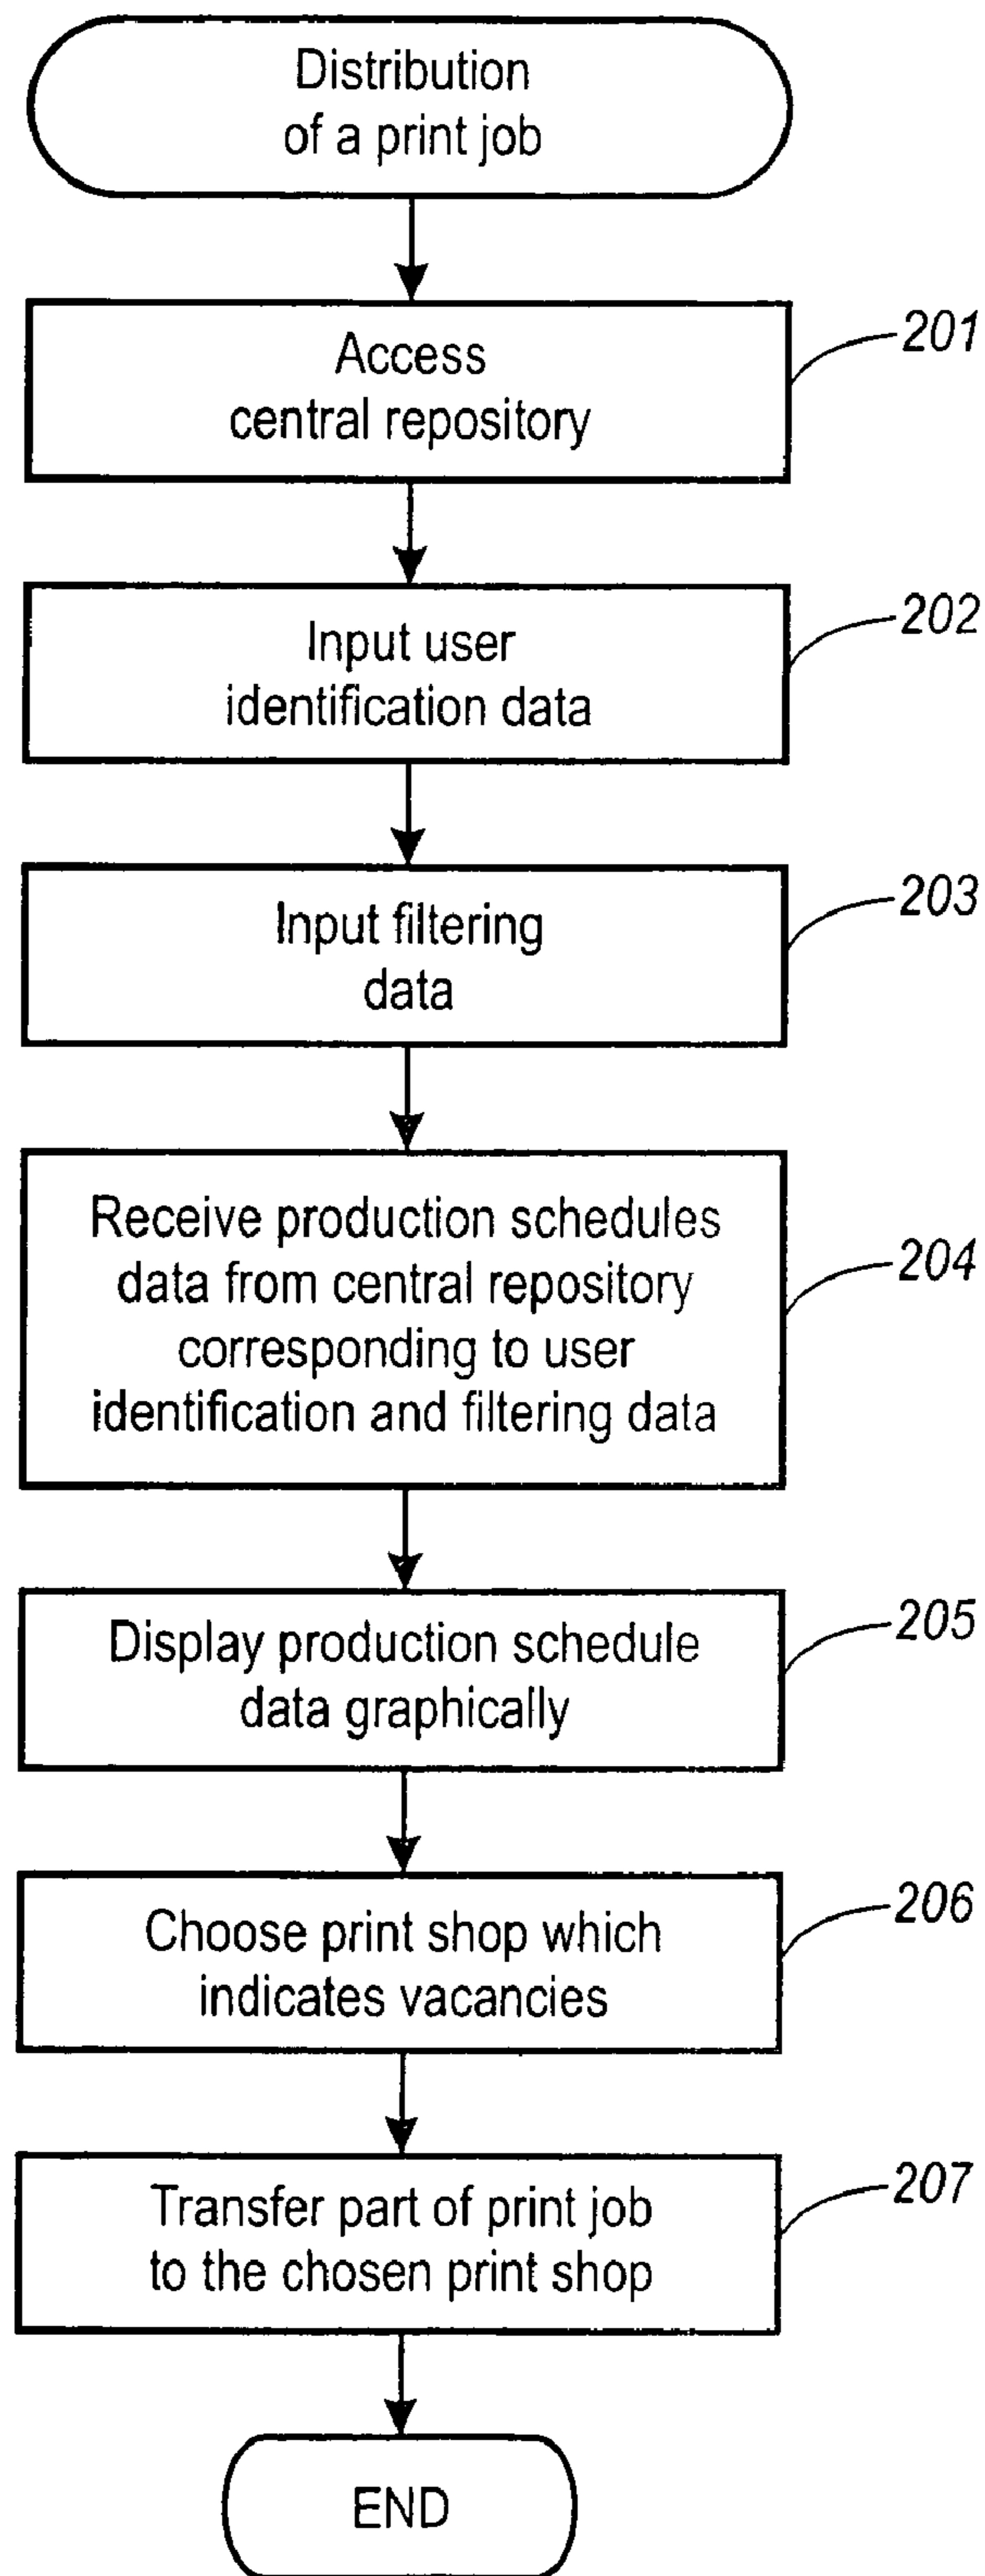 Distribution
of a print job
Access
central repository
201
Input user
identification data
202
Input filtering
data
203
Receive production schedules
data from central repository
corresponding to user
identification and filtering data
204
Display production schedule
data graphically
205
Choose print shop which
indicates vacancies
206
Transfer part of print job
to the chosen print shop
207
END